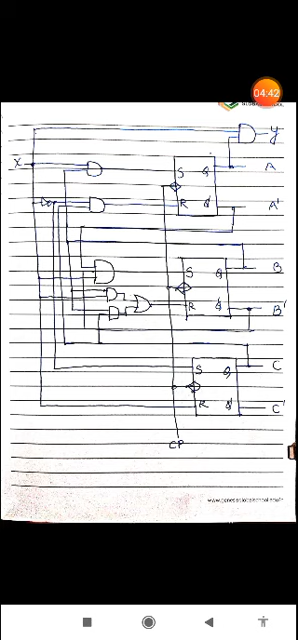 04:42
y
X
S Q A
R Q' A'
S Q B
R Q' B'
S Q C
R Q' C'
CP